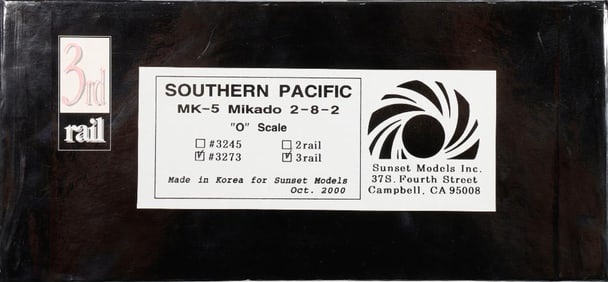 3rd
rail
SOUTHERN PACIFIC
MK-5 Mikado 2-8-2
"O" Scale
☐ #3245 ☐ 2rail
☑ #3273 ☑ 3rail
Made in Korea for Sunset Models
Oct. 2000
Sunset Models Inc.
37S. Fourth Street
Campbell, CA 95008